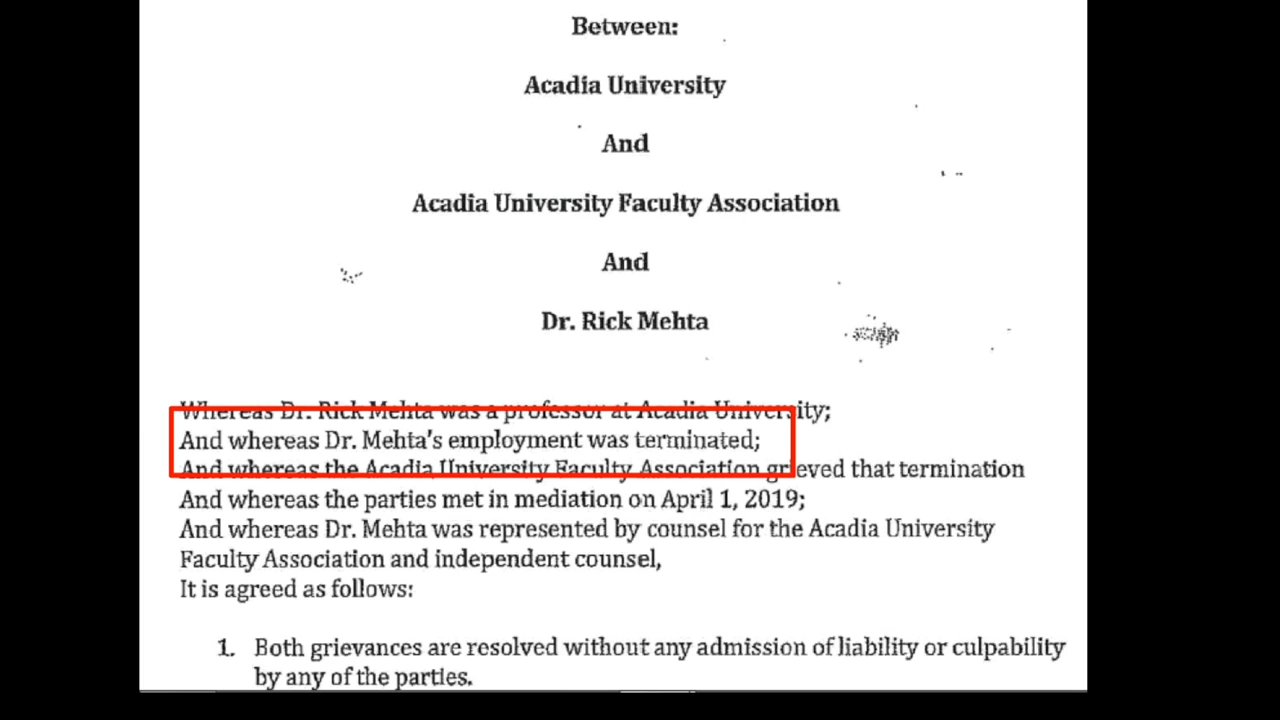 Between:
Acadia University
And
Acadia University Faculty Association
And
Dr. Rick Mehta
Whereas Dr. Rick Mehta was a professor at Acadia University;
And whereas Dr. Mehta's employment was terminated;
And whereas the Acadia University Faculty Association grieved that termination
And whereas the parties met in mediation on April 1, 2019;
And whereas Dr. Mehta was represented by counsel for the Acadia University
Faculty Association and independent counsel,
It is agreed as follows:
1. Both grievances are resolved without any admission of liability or culpability
by any of the parties.